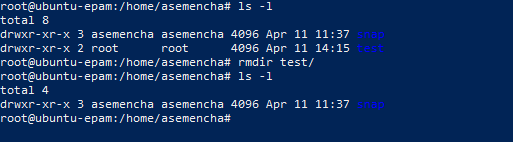 root@ubuntu-epam:/home/asemencha# ls -l
total 8
drwxr-xr-x 3 asemencha asemencha 4096 Apr 11 11:37
drwxr-xr-x 2 root root 4096 Apr 11 14:15 test
root@ubuntu-epam:/home/asemencha# rmdir test/
root@ubuntu-epam:/home/asemencha# ls -l
total 4
drwxr-xr-x 3 asemencha asemencha 4096 Apr 11 11:37
root@ubuntu-epam:/home/asemencha#